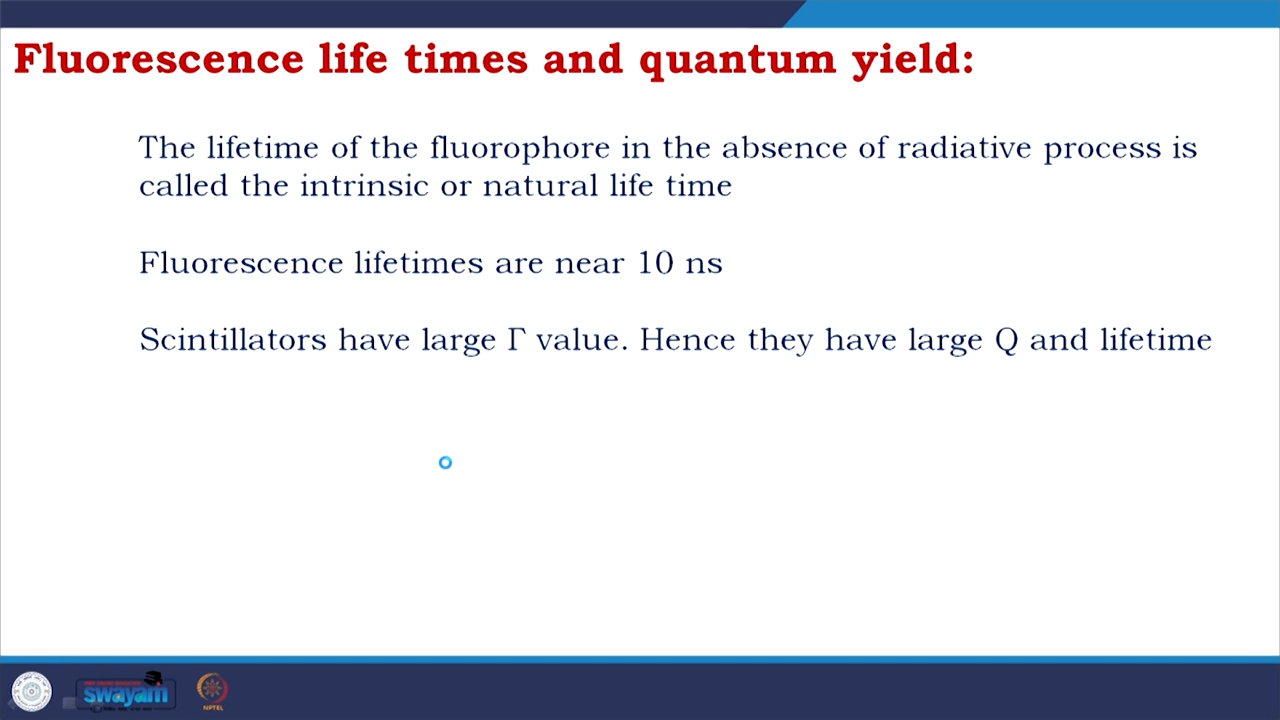 Fluorescence life times and quantum yield:
The lifetime of the fluorophore in the absence of radiative process is
called the intrinsic or natural life time
Fluorescence lifetimes are near 10 ns
Scintillators have large Γ value. Hence they have large Q and lifetime
swayam
NPTEL